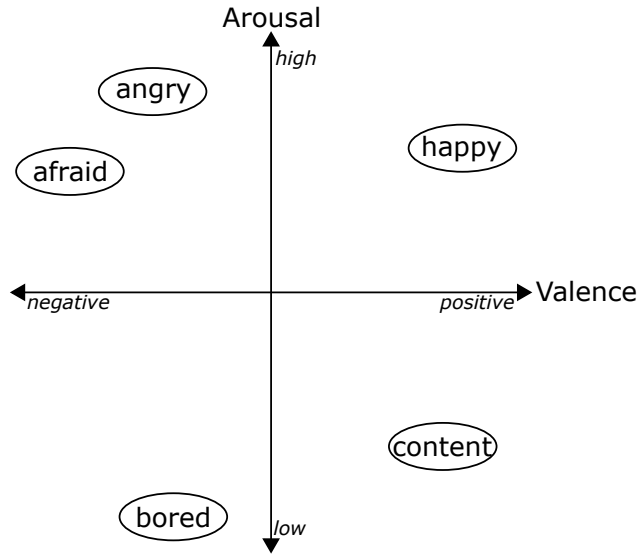 Arousal
high
angry
happy
afraid
Valence
negative
positive
content
bored
low